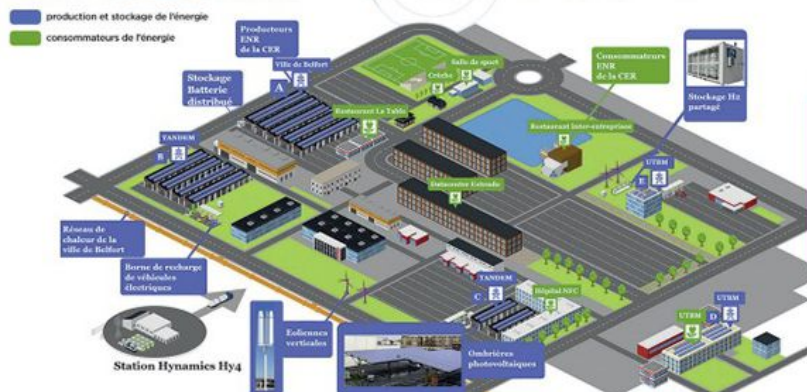 production et stockage de l'énergie
consommateurs de l'énergie
Producteurs
ENR
de la CER
Ville de Belfort
A
Stockage
Batterie
distribué
Salle de sport
Crèche
Restaurant La Table
Consommateurs
ENR
de la CER
Stockage H2
partagé
Restaurant inter-entreprises
TANDEM
B
UTBM
E
Datacentre Extendo
Réseau de
chaleur de la
ville de Belfort
Borne de recharge
de véhicules
électriques
TANDEM
C
Hôpital NFC
UTBM
D
UTBM
Station Hynamics Hy4
Eoliennes
verticales
Ombrières
photovoltaïques